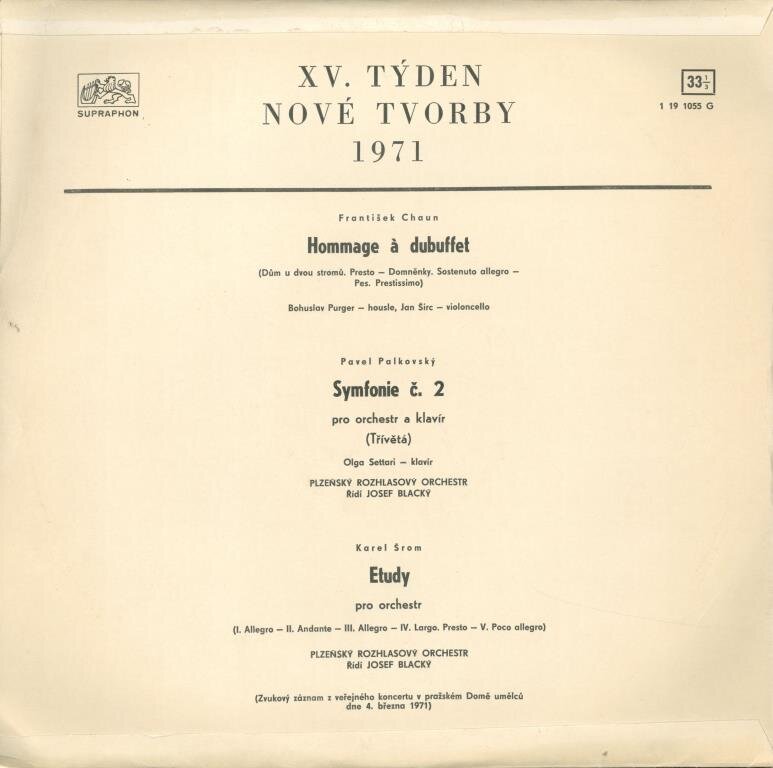 XV. TÝDEN
NOVÉ TVORBY
1971
SUPRAPHON
33 1/3
1 19 1055 G
František Chaun
Hommage à dubuffet
(Dům u dvou stromů. Presto – Domněnky. Sostenuto allegro –
Pes. Prestissimo)
Bohuslav Purger – housle, Jan Širc – violoncello
Pavel Palkovský
Symfonie č. 2
pro orchestr a klavír
(Třívětá)
Olga Settari – klavír
PLZEŇSKÝ ROZHLASOVÝ ORCHESTR
Řídí JOSEF BLACKÝ
Karel Šrom
Etudy
pro orchestr
(I. Allegro – II. Andante – III. Allegro – IV. Largo. Presto – V. Poco allegro)
PLZEŇSKÝ ROZHLASOVÝ ORCHESTR
Řídí JOSEF BLACKÝ
(Zvukový záznam z veřejného koncertu v pražském Domě umělců
dne 4. března 1971)